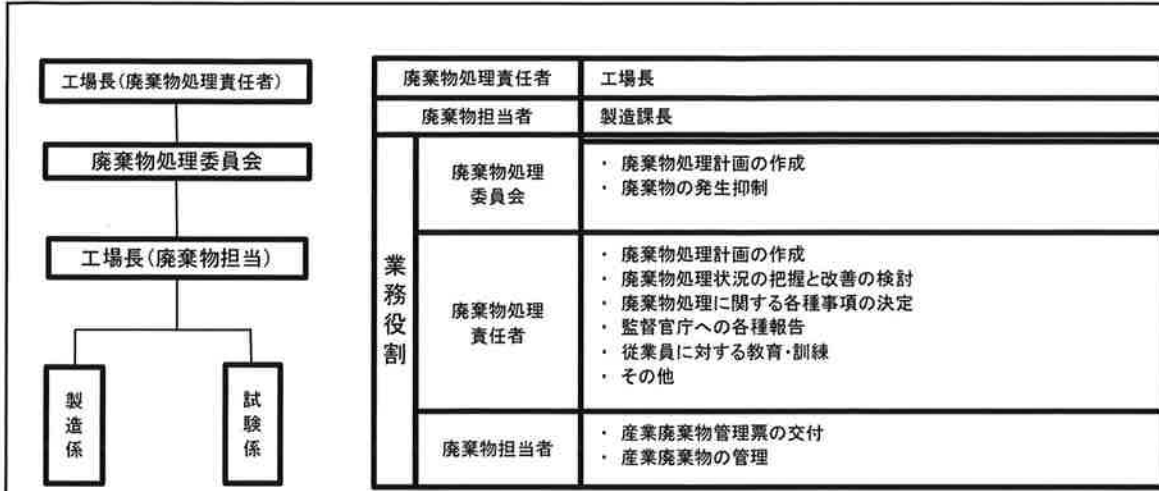 工場長(廃棄物処理責任者)
廃棄物処理委員会
工場長(廃棄物担当)
製造係
試験係
廃棄物処理責任者
工場長
廃棄物担当者
製造課長
業務役割
廃棄物処理
委員会
・ 廃棄物処理計画の作成
・ 廃棄物の発生抑制
廃棄物処理
責任者
・ 廃棄物処理計画の作成
・ 廃棄物処理状況の把握と改善の検討
・ 廃棄物処理に関する各種事項の決定
・ 監督官庁への各種報告
・ 従業員に対する教育・訓練
・ その他
廃棄物担当者
・ 産業廃棄物管理票の交付
・ 産業廃棄物の管理